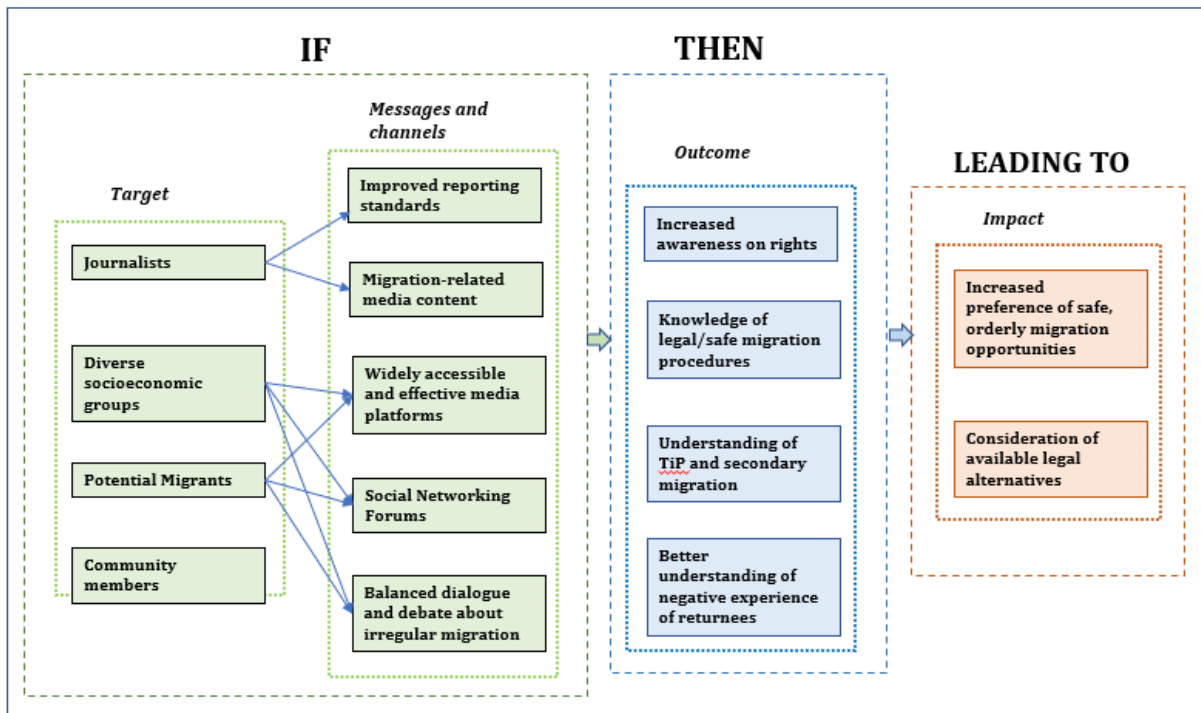 IF
Target
Journalists
Diverse
socioeconomic
groups
Potential Migrants
Community
members
Messages and
channels
Improved reporting
standards
Migration-related
media content
Widely accessible
and effective media
platforms
Social Networking
Forums
Balanced dialogue
and debate about
irregular migration
THEN
Outcome
Increased
awareness on rights
Knowledge of
legal/safe migration
procedures
Understanding of
TiP and secondary
migration
Better
understanding of
negative experience
of returnees
LEADING TO
Impact
Increased
preference of safe,
orderly migration
opportunities
Consideration of
available legal
alternatives